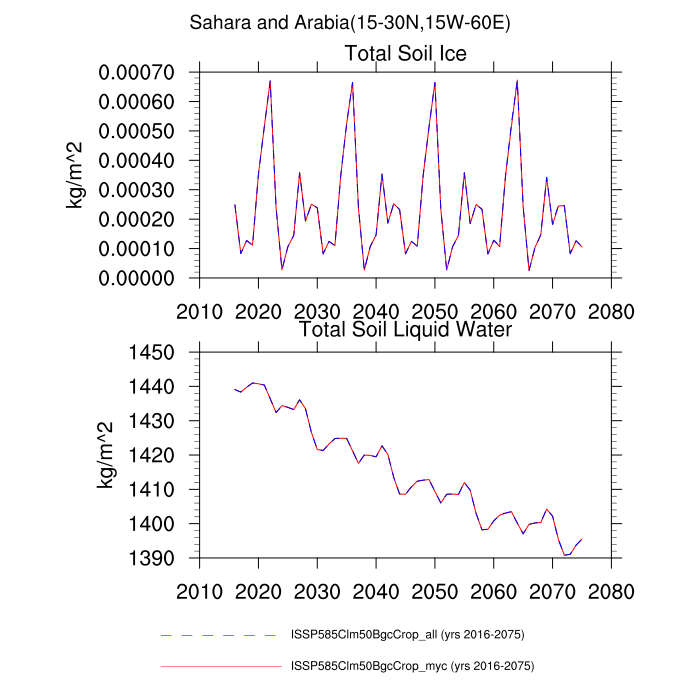 Sahara and Arabia(15-30N,15W-60E)
Total Soil Ice
0.00070
0.00060
0.00050
0.00040
0.00030
0.00020
0.00010
0.00000
kg/m^2
2010 2020 2030 2040 2050 2060 2070 2080
Total Soil Liquid Water
1450
1440
1430
1420
1410
1400
1390
kg/m^2
2010 2020 2030 2040 2050 2060 2070 2080
ISSP585Clm50BgcCrop_all (yrs 2016-2075)
ISSP585Clm50BgcCrop_myc (yrs 2016-2075)